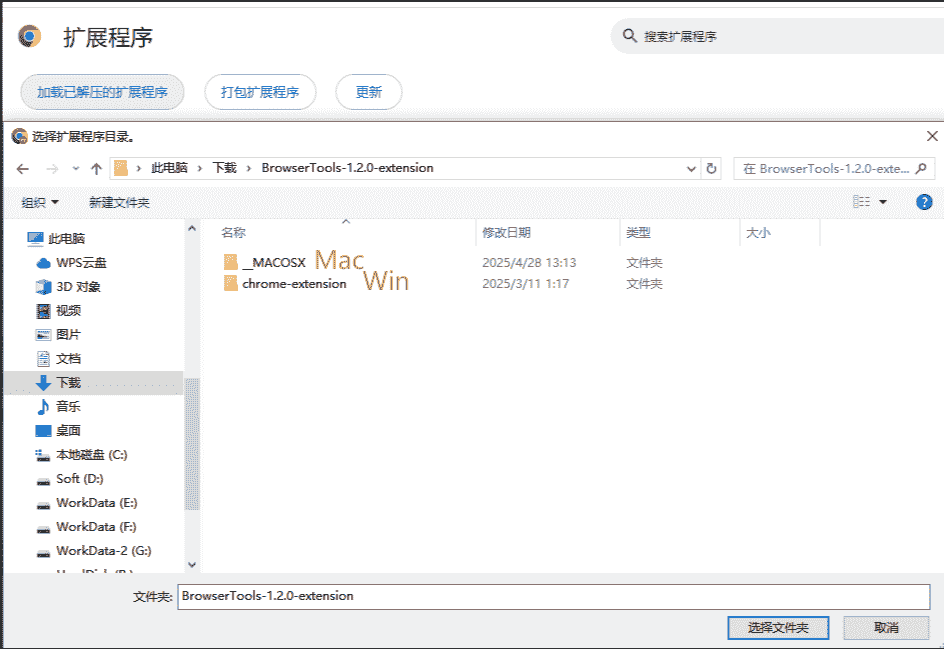 扩展程序
搜索扩展程序
加载已解压的扩展程序 打包扩展程序 更新
选择扩展程序目录。
此电脑 › 下载 › BrowserTools-1.2.0-extension
在 BrowserTools-1.2.0-exte...
组织 新建文件夹
名称 修改日期 类型 大小
__MACOSX Mac 2025/4/28 13:13 文件夹
chrome-extension Win 2025/3/11 1:17 文件夹
此电脑
WPS云盘
3D 对象
视频
图片
文档
下载
音乐
桌面
本地磁盘 (C:)
Soft (D:)
WorkData (E:)
WorkData (F:)
WorkData-2 (G:)
文件夹: BrowserTools-1.2.0-extension
选择文件夹 取消